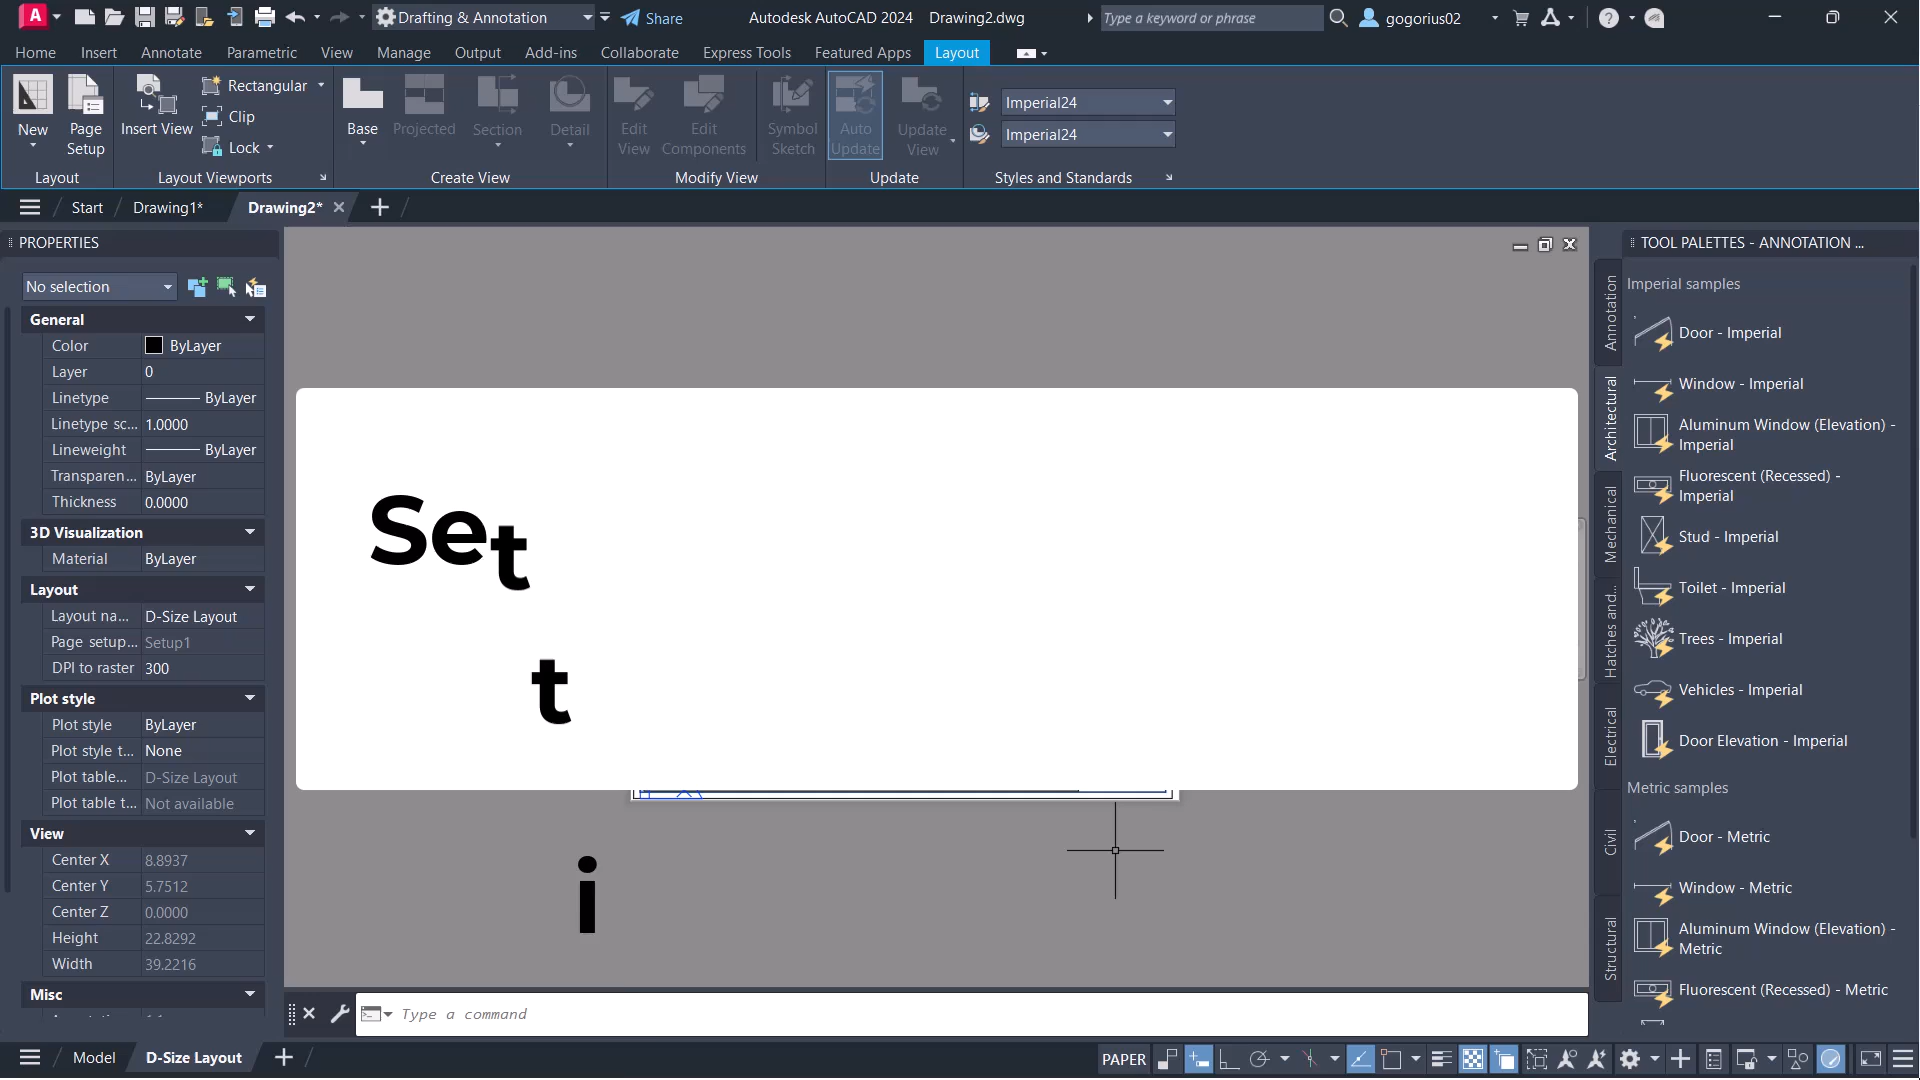 A
Drafting & Annotation
Share
Autodesk AutoCAD 2024 Drawing2.dwg
Type a keyword or phrase
gogorius02
Home Insert Annotate Parametric View Manage Output Add-ins Collaborate Express Tools Featured Apps Layout
New
Page Setup
Layout
Insert View
Rectangular
Clip
Lock
Layout Viewports
Base
Projected
Section
Detail
Create View
Edit View
Edit Components
Symbol Sketch
Modify View
Auto Update
Update View
Update
Imperial24
Imperial24
Styles and Standards
Start
Drawing1*
Drawing2*
PROPERTIES
No selection
General
Color ByLayer
Layer 0
Linetype ByLayer
Linetype sc... 1.0000
Lineweight ByLayer
Transparen... ByLayer
Thickness 0.0000
3D Visualization
Material ByLayer
Layout
Layout na... D-Size Layout
Page setup... Setup1
DPI to raster 300
Plot style
Plot style ByLayer
Plot style t... None
Plot table... D-Size Layout
Plot table t... Not available
View
Center X 8.8937
Center Y 5.7512
Center Z 0.0000
Height 22.8292
Width 39.2216
Misc
Set
t
i
Type a command
TOOL PALETTES - ANNOTATION ...
Annotation
Architectural
Mechanical
Hatches and...
Electrical
Civil
Structural
Imperial samples
Door - Imperial
Window - Imperial
Aluminum Window (Elevation) -
Imperial
Fluorescent (Recessed) -
Imperial
Stud - Imperial
Toilet - Imperial
Trees - Imperial
Vehicles - Imperial
Door Elevation - Imperial
Metric samples
Door - Metric
Window - Metric
Aluminum Window (Elevation) -
Metric
Fluorescent (Recessed) - Metric
Model
D-Size Layout
PAPER